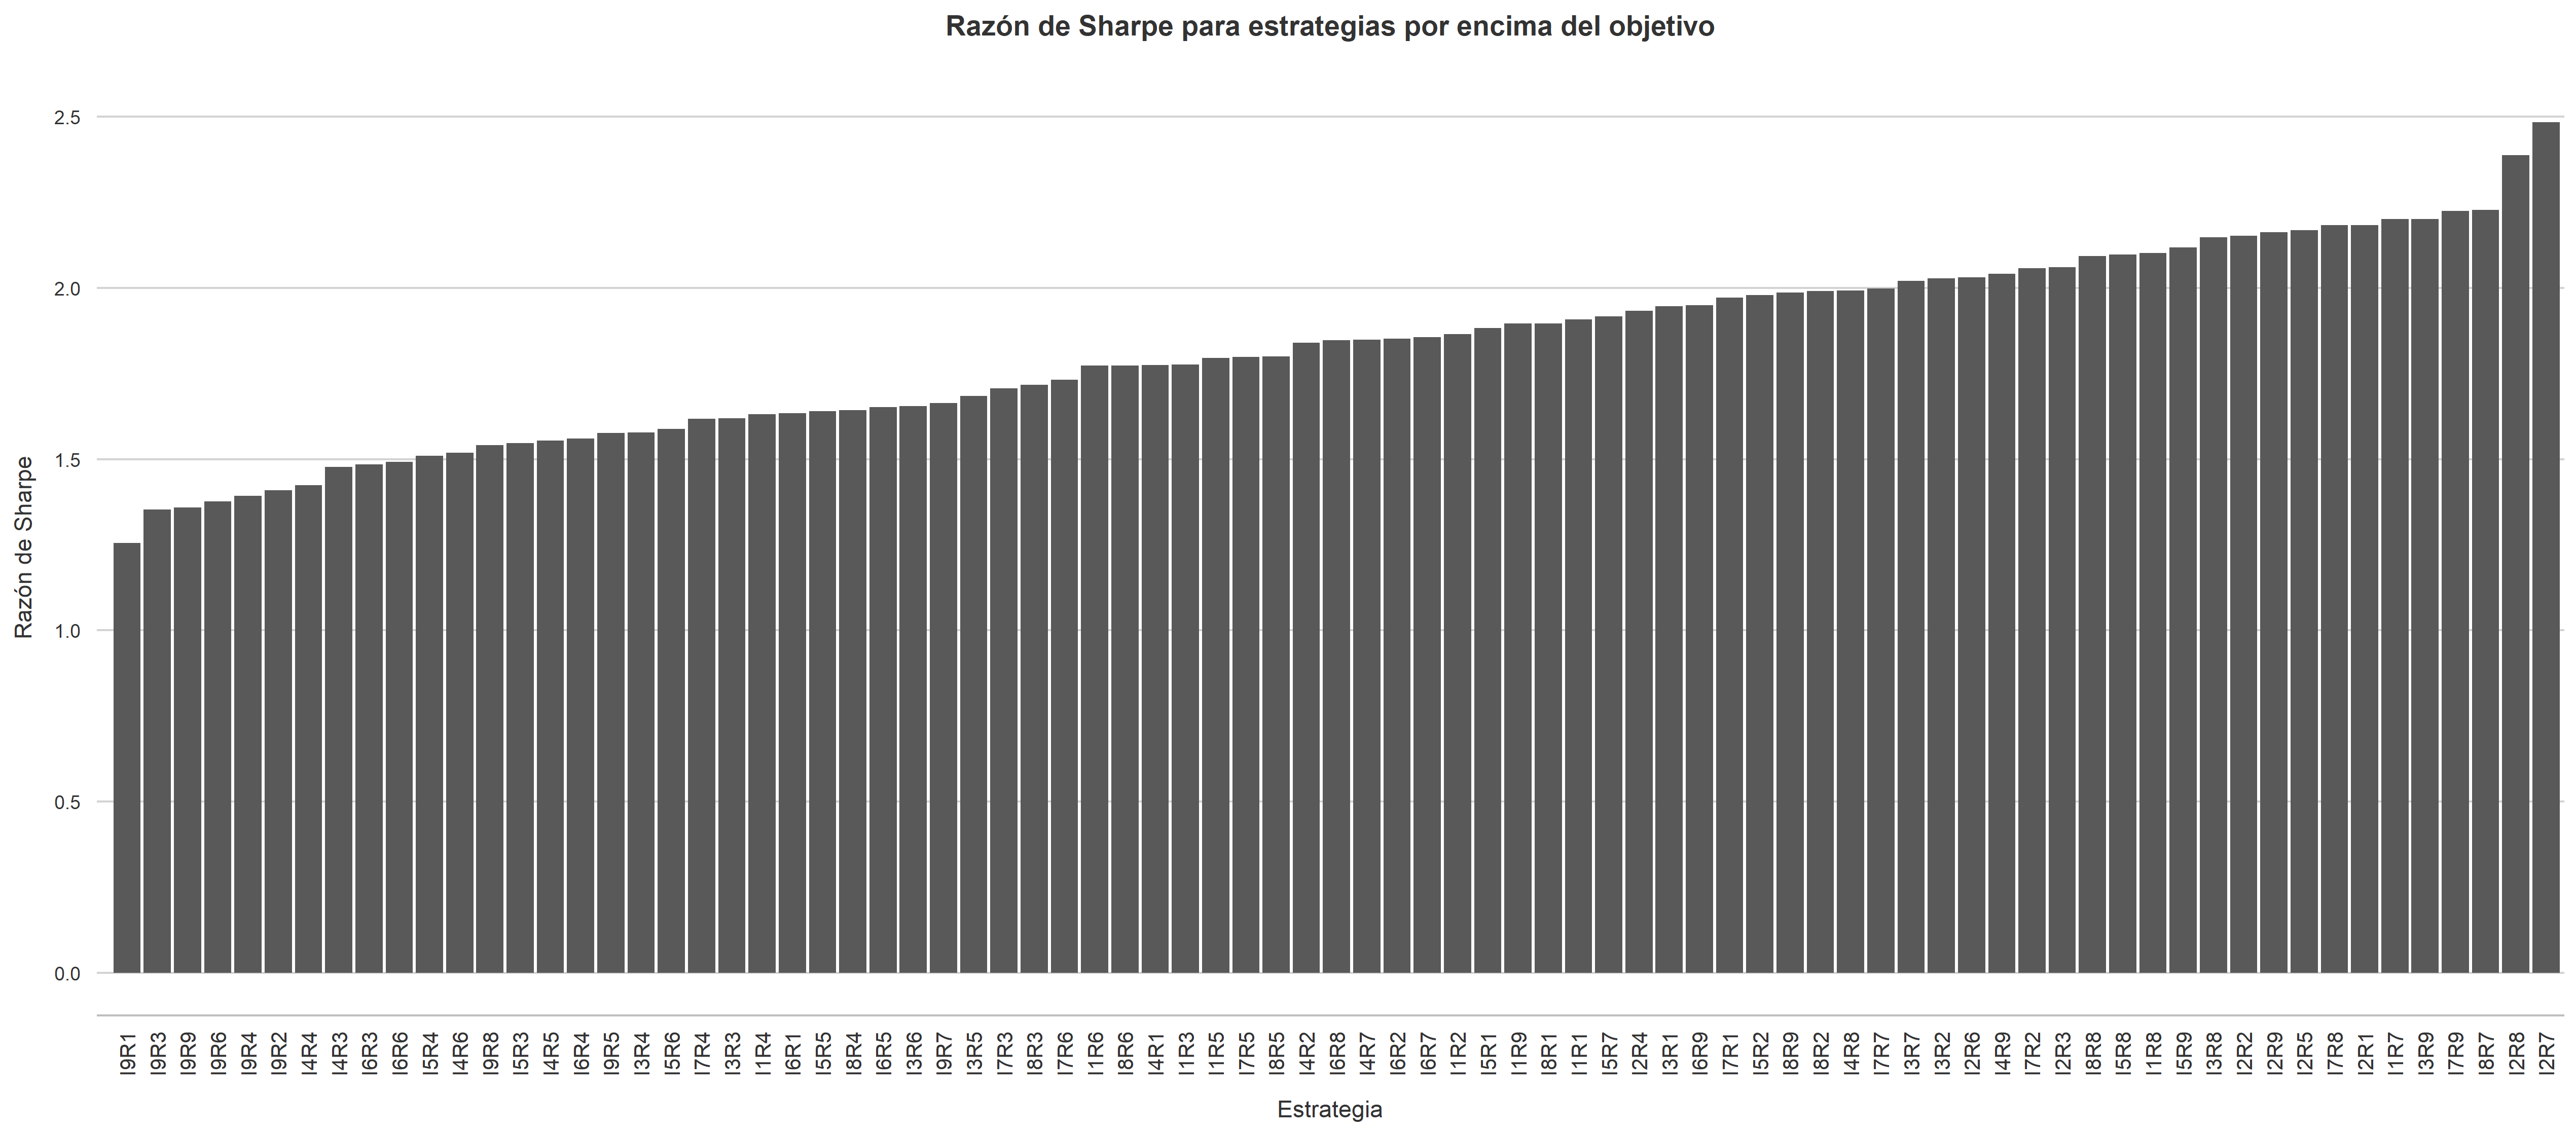 Razón de Sharpe para estrategias por encima del objetivo
Razón de Sharpe
2.5
2.0
1.5
1.0
0.5
0.0
I9R1 I9R3 I9R9 I9R6 I9R4 I9R2 I4R4 I4R3 I6R3 I6R6 I5R4 I4R6 I9R8 I5R3 I4R5 I6R4 I9R5 I3R4 I5R6 I7R4 I3R3 I1R4 I6R1 I5R5 I8R4 I6R5 I3R6 I9R7 I3R5 I7R3 I8R3 I7R6 I1R6 I8R6 I4R1 I1R3 I1R5 I7R5 I8R5 I4R2 I6R8 I4R7 I6R2 I6R7 I1R2 I5R1 I1R9 I8R1 I1R1 I5R7 I2R4 I3R1 I6R9 I7R1 I5R2 I8R9 I8R2 I4R8 I7R7 I3R7 I3R2 I2R6 I4R9 I7R2 I2R3 I8R8 I5R8 I1R8 I5R9 I3R8 I2R2 I2R9 I2R5 I7R8 I2R1 I1R7 I3R9 I7R9 I8R7 I2R8 I2R7
Estrategia